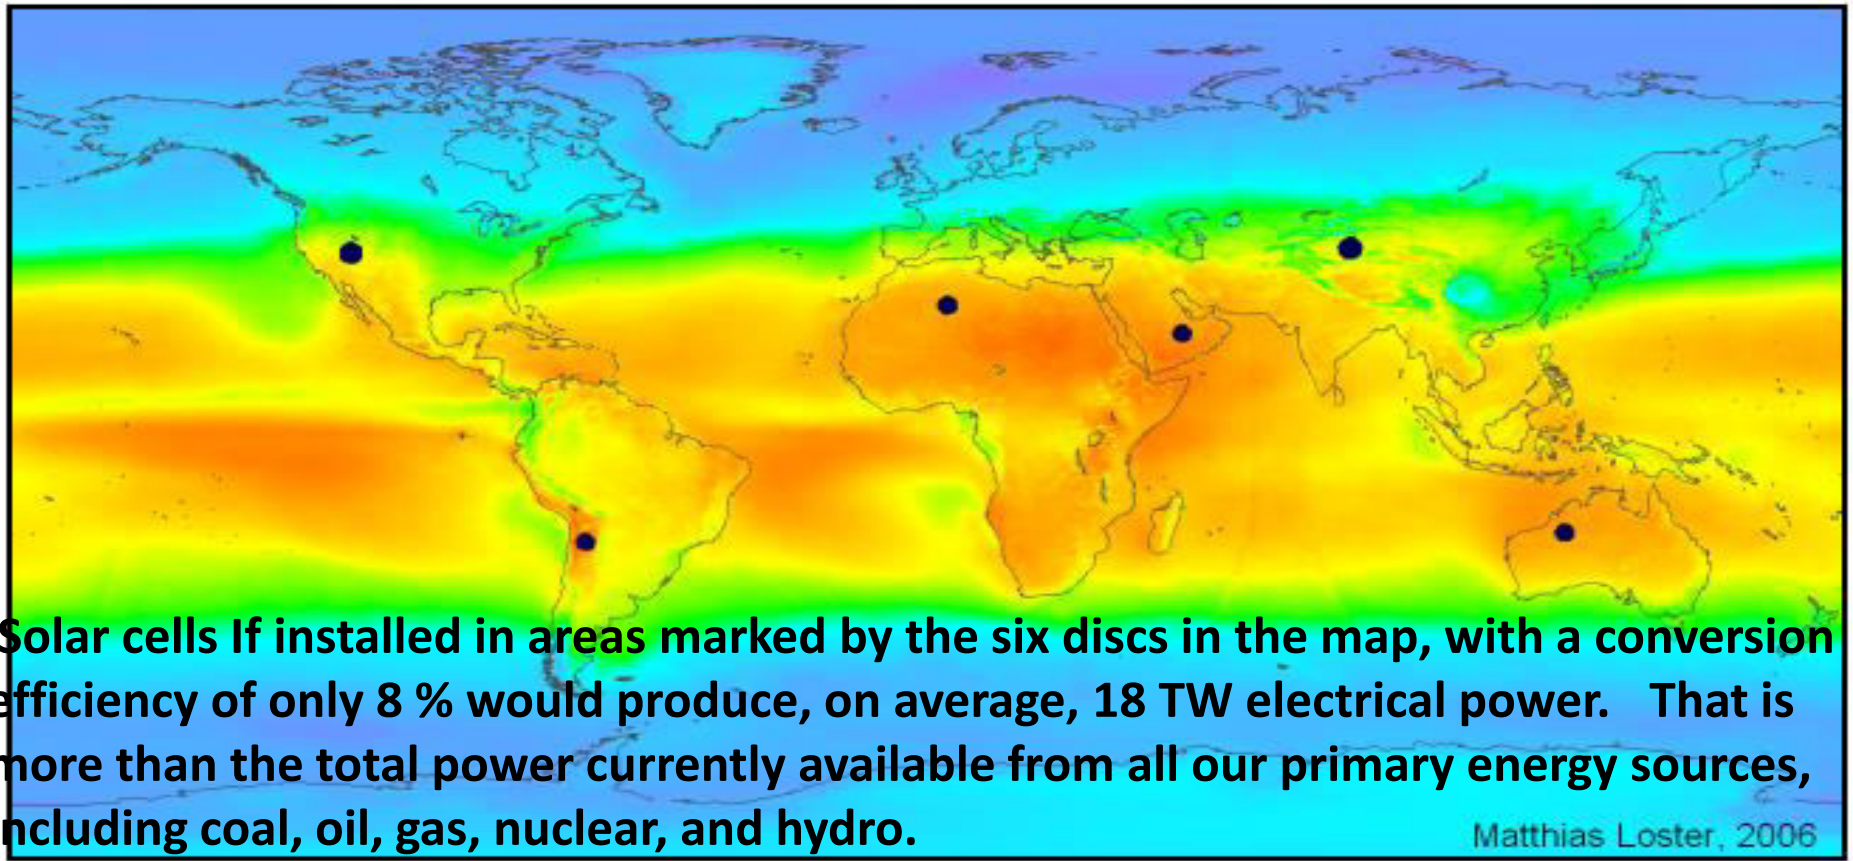 Solar cells If installed in areas marked by the six discs in the map, with a conversion
efficiency of only 8 % would produce, on average, 18 TW electrical power. That is
more than the total power currently available from all our primary energy sources,
including coal, oil, gas, nuclear, and hydro.
Matthias Loster, 2006